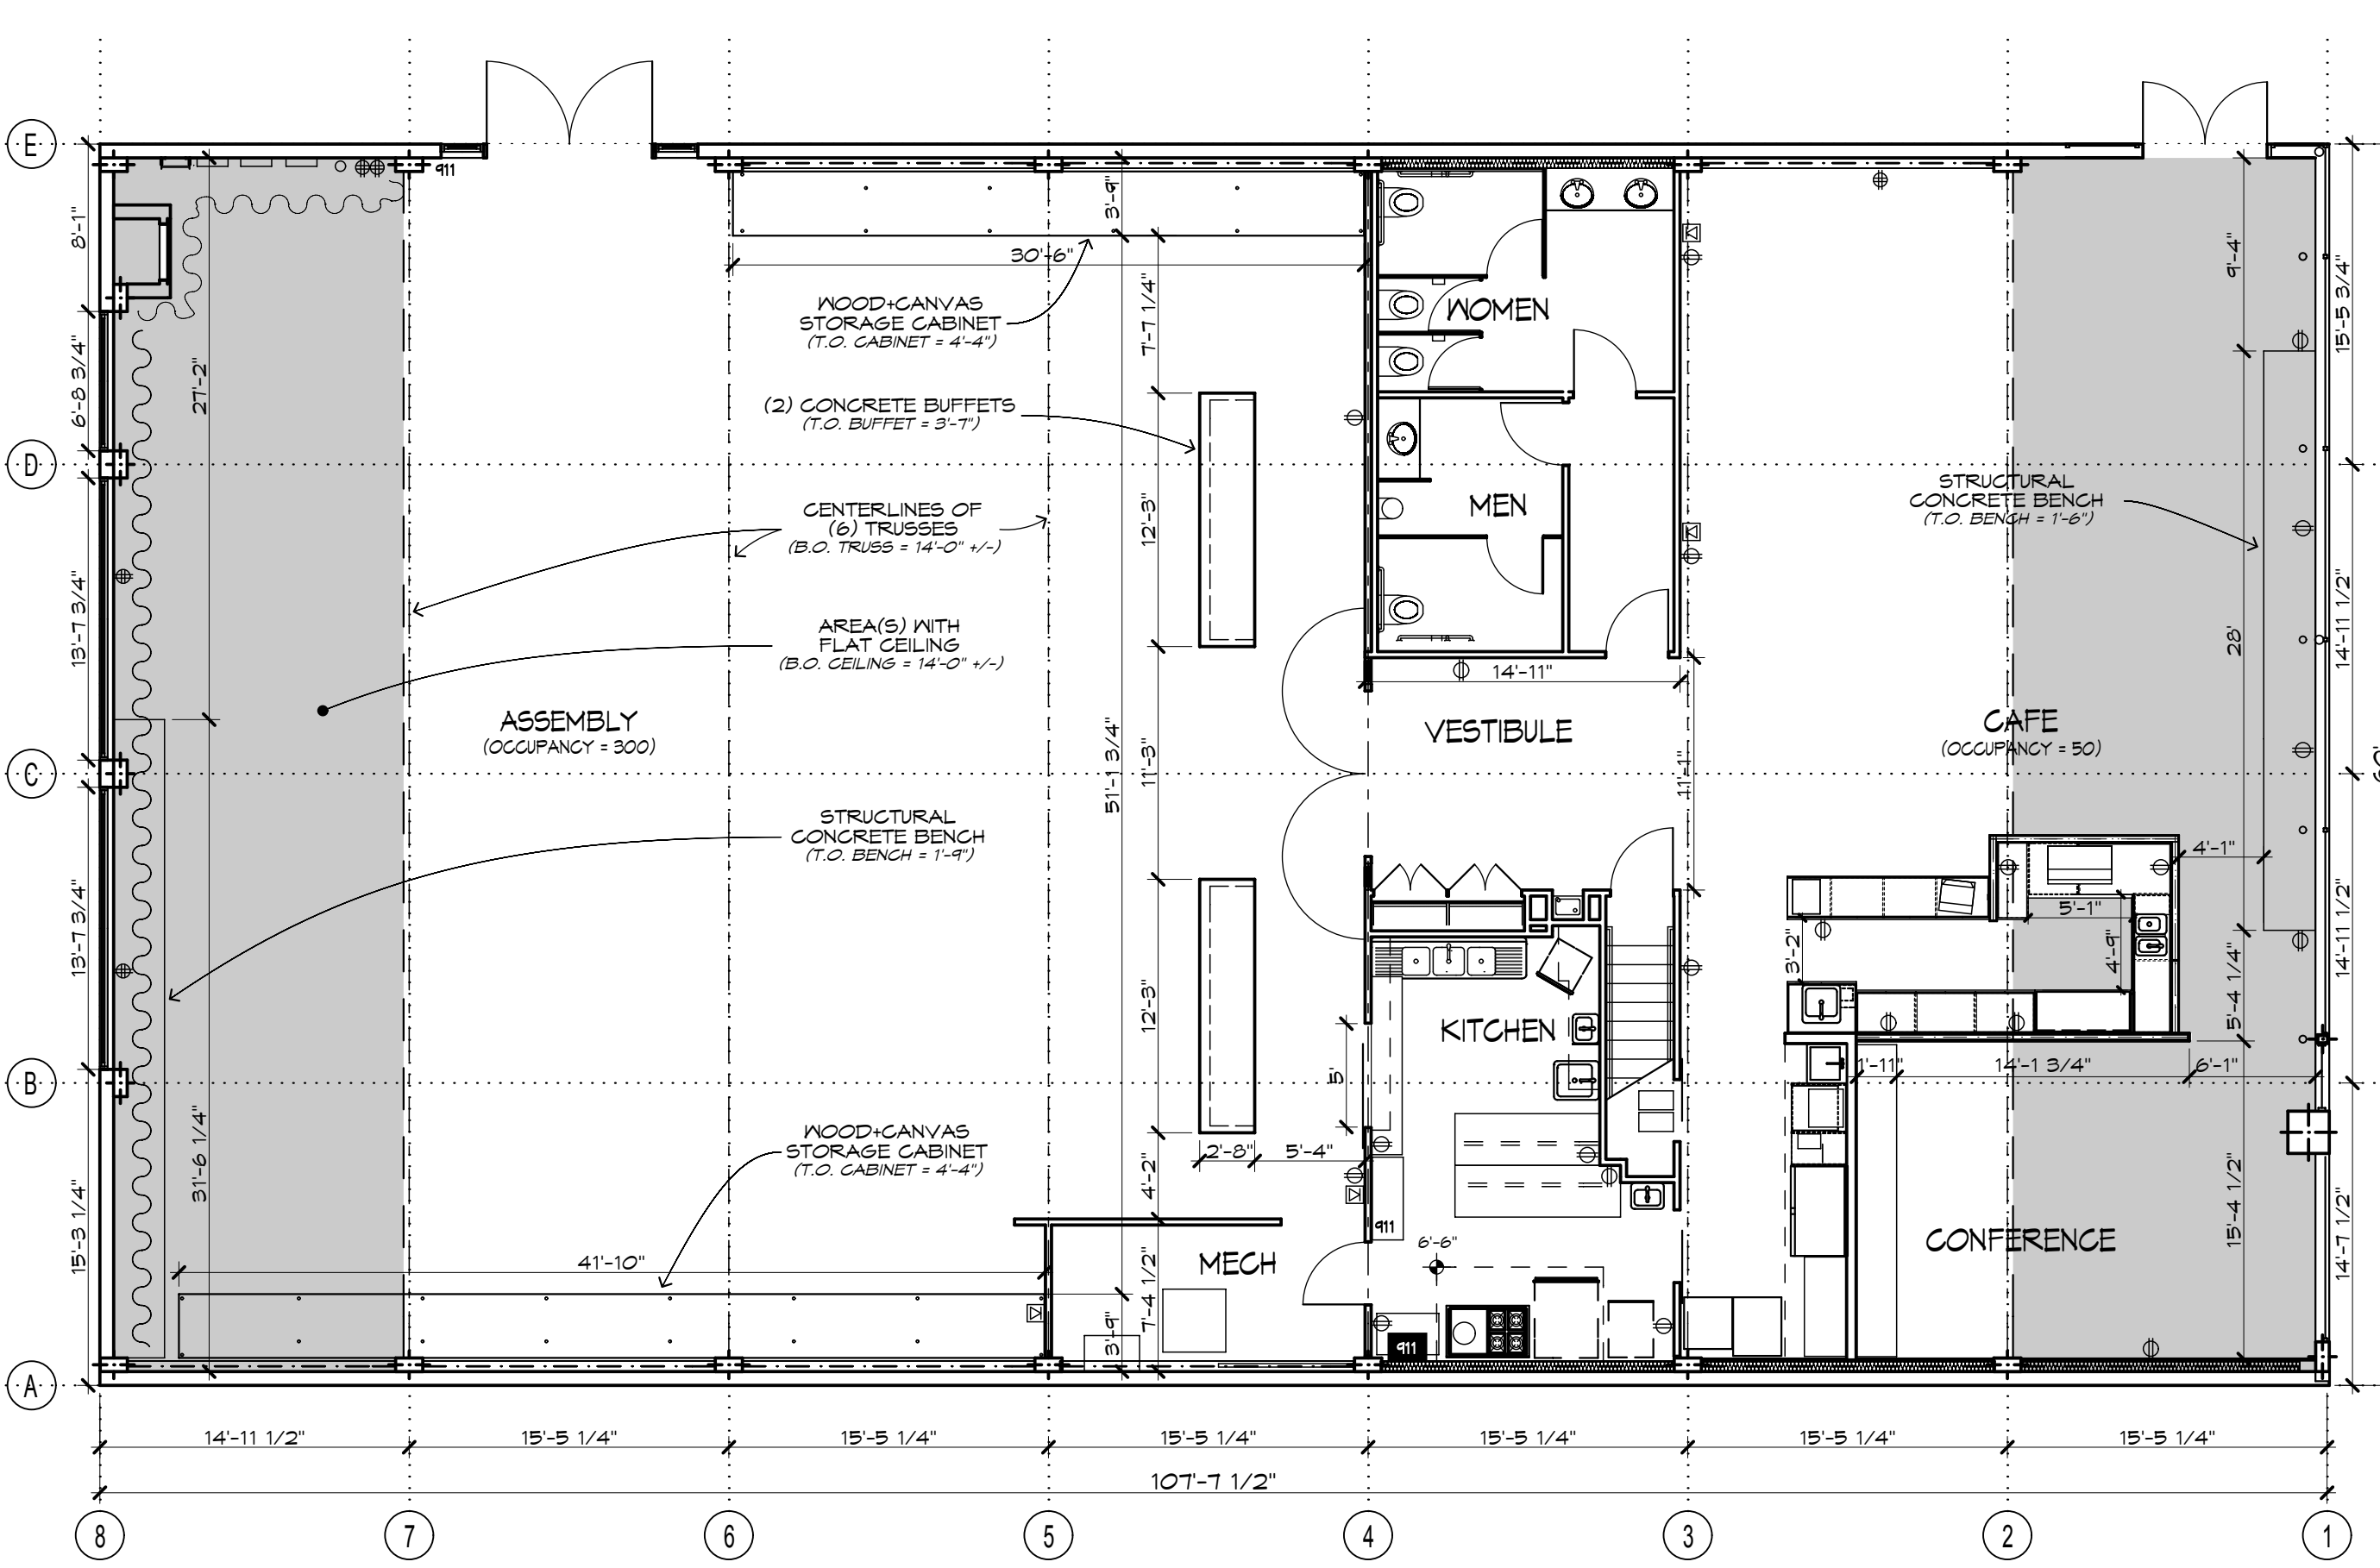 E
911
3'-9"
8'-1"
30'-6"
9'-4"
15'-5 3/4"
WOOD+CANVAS
STORAGE CABINET
(T.O. CABINET = 4'-4")
WOMEN
7'-7 1/4"
6'-8 3/4"
27'-2"
(2) CONCRETE BUFFETS
(T.O. BUFFET = 3'-7")
D
STRUCTURAL
CONCRETE BENCH
(T.O. BENCH = 1'-6")
MEN
CENTERLINES OF
(6) TRUSSES
(B.O. TRUSS = 14'-0" +/-)
12'-3"
13'-7 3/4"
14'-11 1/2"
28'
AREA(S) WITH
FLAT CEILING
(B.O. CEILING = 14'-0" +/-)
14'-11"
ASSEMBLY
(OCCUPANCY = 300)
VESTIBULE
CAFE
(OCCUPANCY = 50)
51'-1 3/4"
11'-3"
11'-1"
C
STRUCTURAL
CONCRETE BENCH
(T.O. BENCH = 1'-9")
4'-1"
5'-1"
13'-7 3/4"
3'-2"
4'-9"
14'-11 1/2"
12'-3"
5'-4 1/4"
KITCHEN
5'
1'-11"
14'-1 3/4"
6'-1"
B
WOOD+CANVAS
STORAGE CABINET
(T.O. CABINET = 4'-4")
2'-8"
5'-4"
4'-2"
31'-6 1/4"
15'-3 1/4"
15'-4 1/2"
14'-7 1/2"
911
6'-6"
CONFERENCE
MECH
41'-10"
7'-4 1/2"
3'-9"
911
A
14'-11 1/2"
15'-5 1/4"
15'-5 1/4"
15'-5 1/4"
15'-5 1/4"
15'-5 1/4"
15'-5 1/4"
107'-7 1/2"
8
7
6
5
4
3
2
1